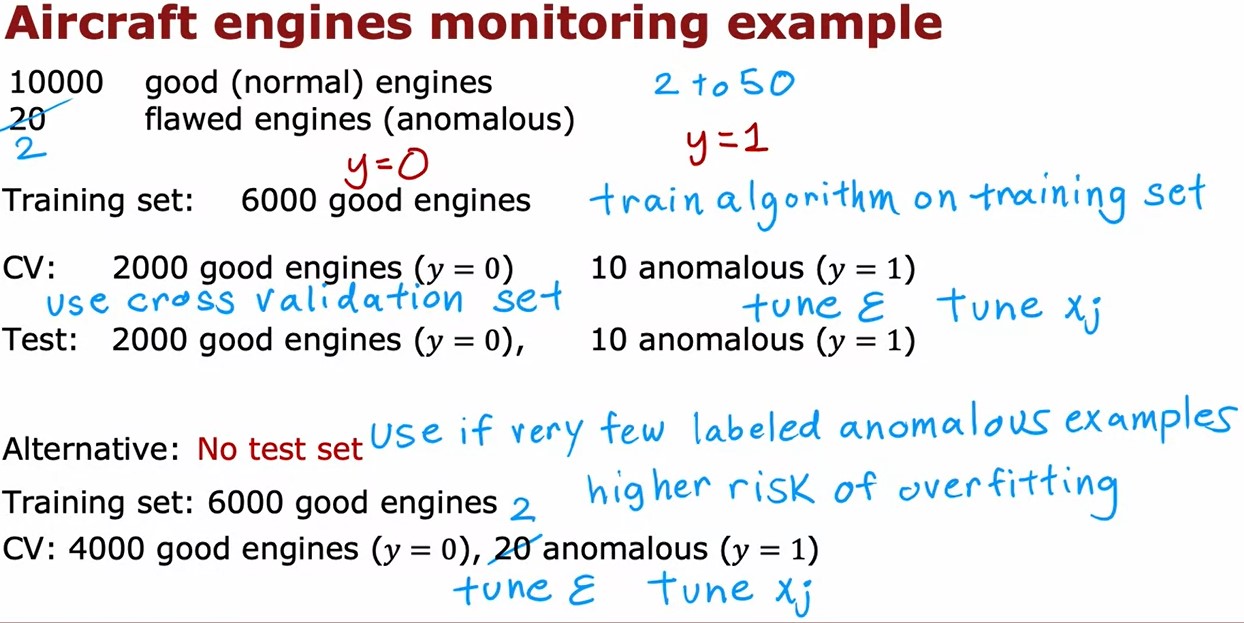 Aircraft engines monitoring example
10000 good (normal) engines 2 to 50
20 flawed engines (anomalous) y=1
2
y=0
Training set: 6000 good engines train algorithm on training set
CV: 2000 good engines (y = 0) 10 anomalous (y = 1)
use cross validation set tune ε tune xj
Test: 2000 good engines (y = 0), 10 anomalous (y = 1)
Alternative: No test set use if very few labeled anomalous examples
Training set: 6000 good engines 2 higher risk of overfitting
CV: 4000 good engines (y = 0), 20 anomalous (y = 1)
tune ε tune xj